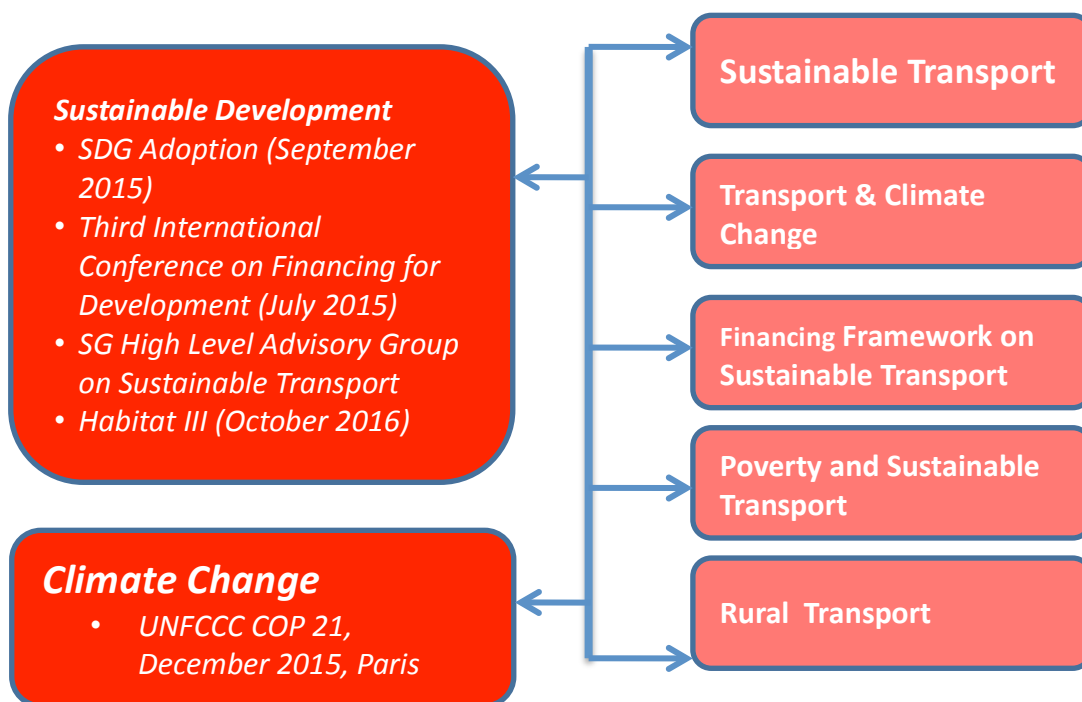 Sustainable Development
• SDG Adoption (September
2015)
• Third International
Conference on Financing for
Development (July 2015)
• SG High Level Advisory Group
on Sustainable Transport
• Habitat III (October 2016)
Climate Change
• UNFCCC COP 21,
December 2015, Paris
Sustainable Transport
Transport & Climate
Change
Financing Framework on
Sustainable Transport
Poverty and Sustainable
Transport
Rural Transport